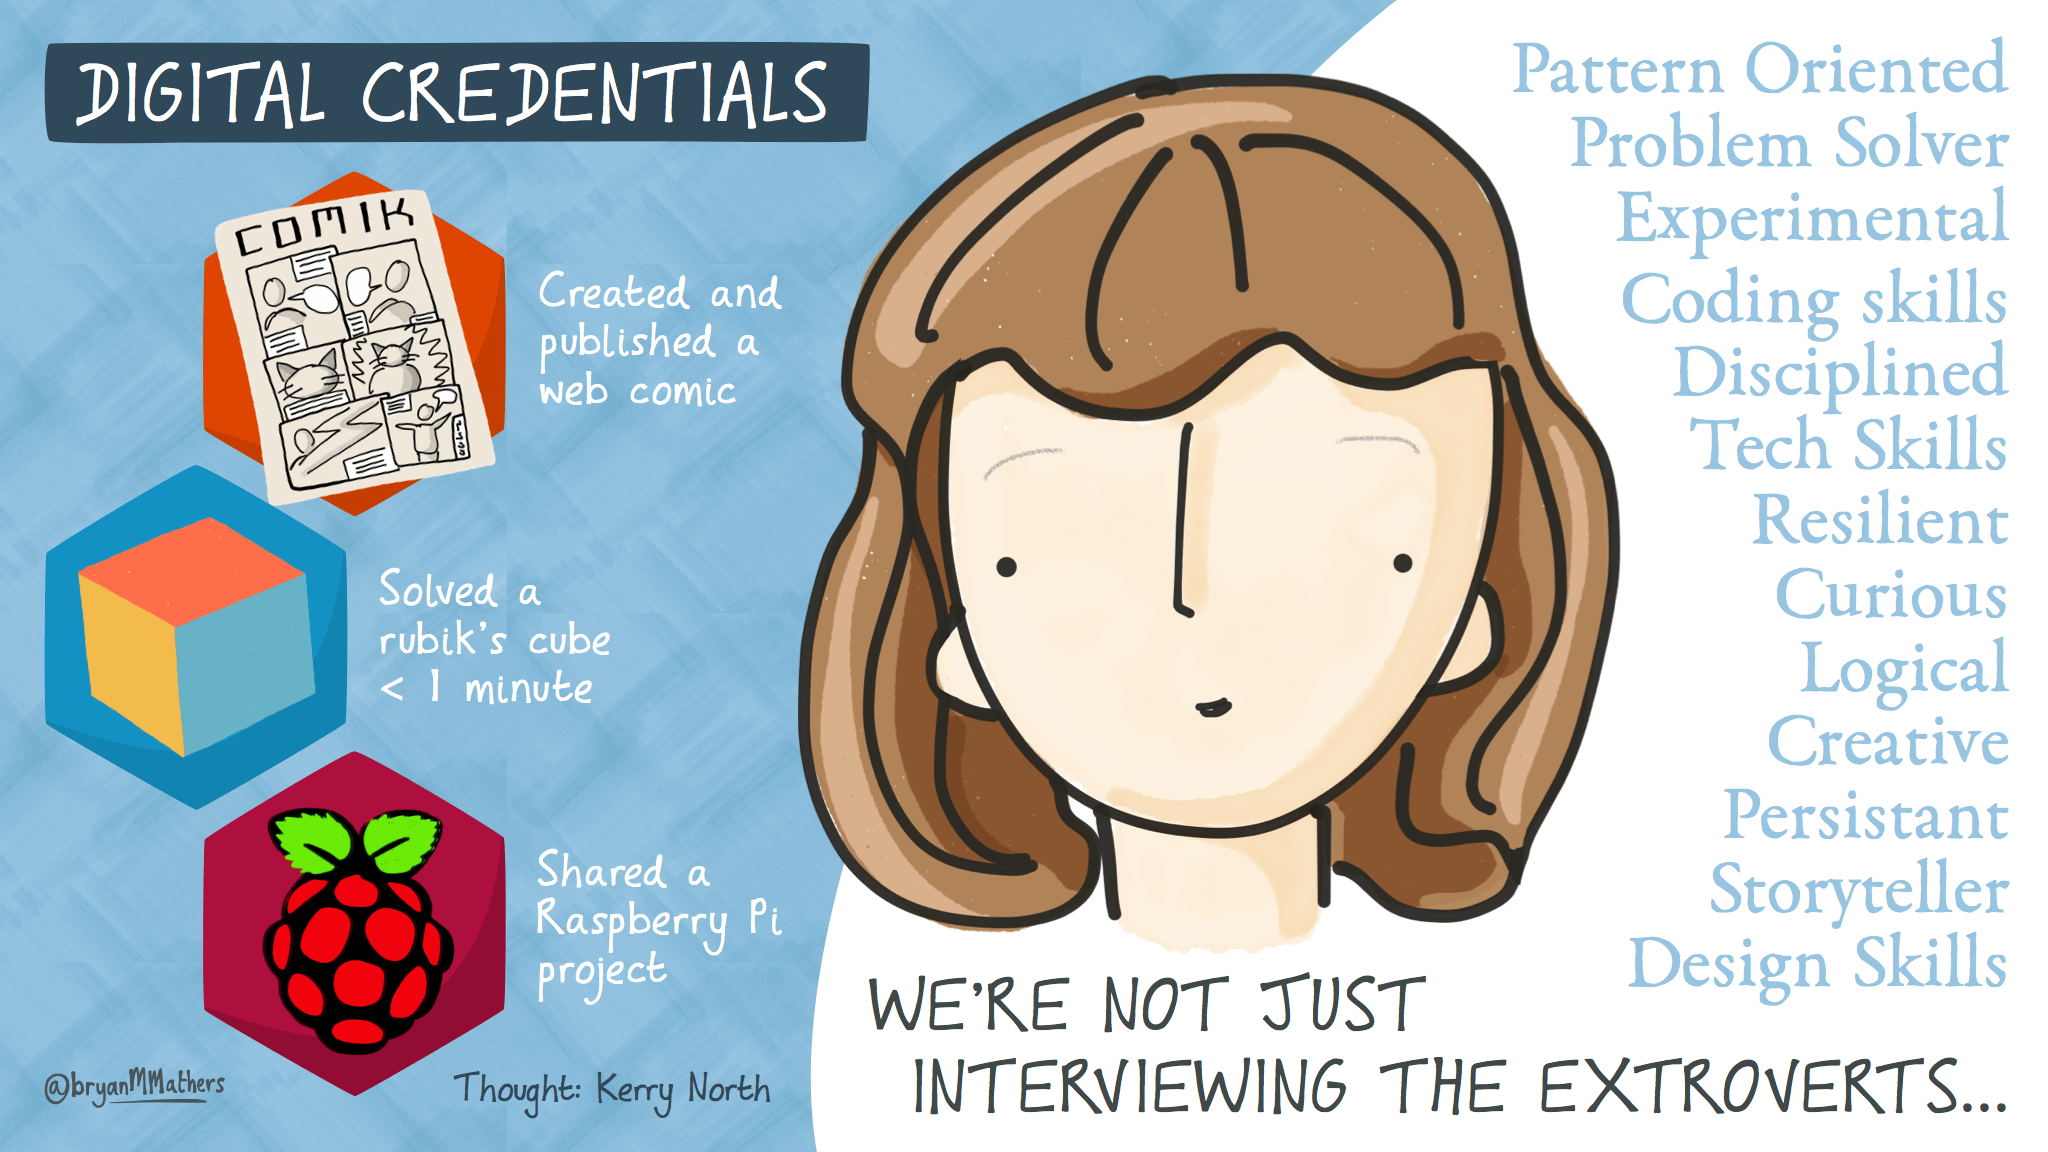 DIGITAL CREDENTIALS
COMIK
Created and
published a
web comic
Solved a
rubik's cube
< 1 minute
Shared a
Raspberry Pi
project
@bryanMMathers
Thought: Kerry North
Pattern Oriented
Problem Solver
Experimental
Coding skills
Disciplined
Tech Skills
Resilient
Curious
Logical
Creative
Persistant
Storyteller
Design Skills
WE'RE NOT JUST
INTERVIEWING THE EXTROVERTS...